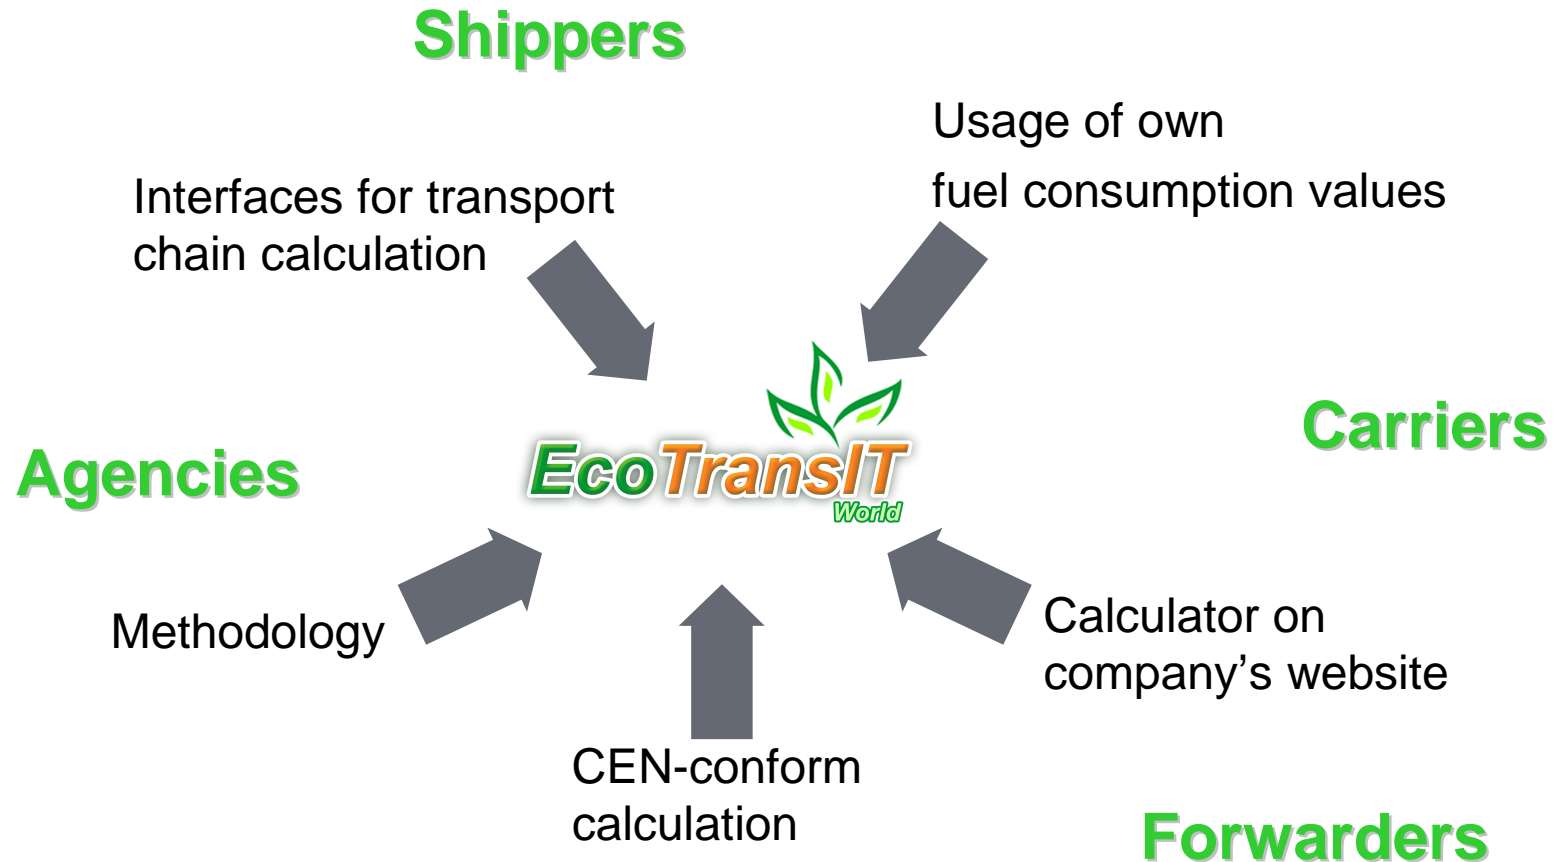 Shippers
Usage of own
fuel consumption values
Interfaces for transport
chain calculation
Carriers
Agencies
EcoTransIT
World
Methodology
Calculator on
company’s website
CEN-conform
calculation
Forwarders